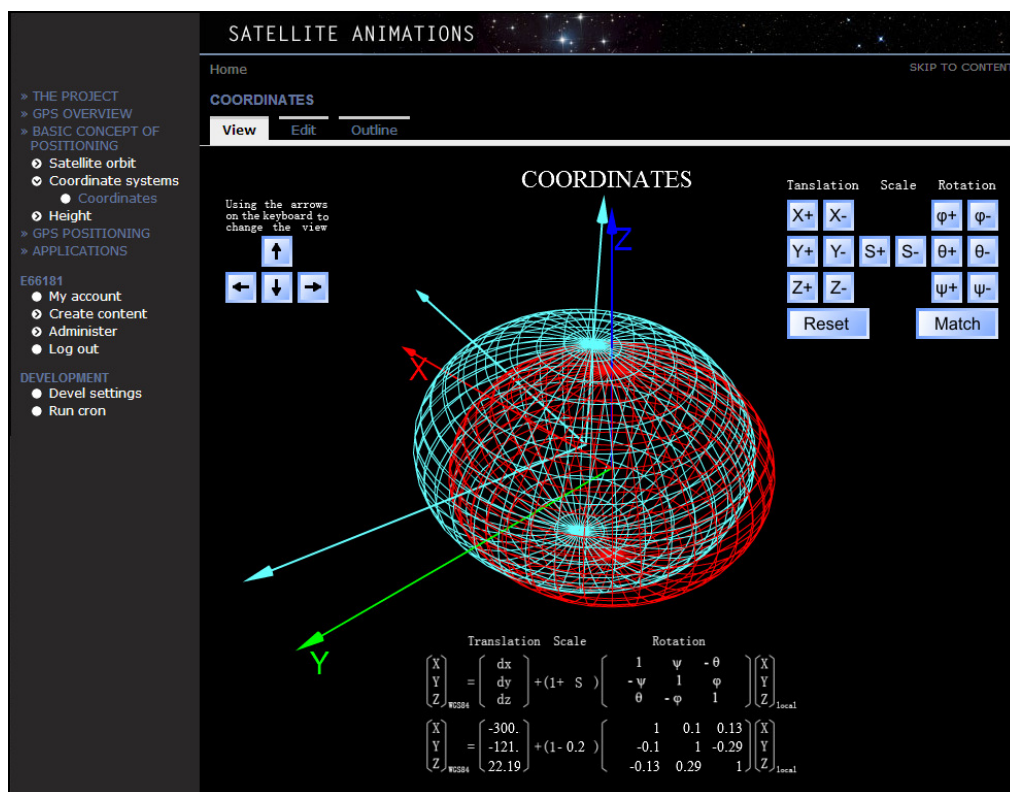 SATELLITE ANIMATIONS
Home
SKIP TO CONTENT
» THE PROJECT
» GPS OVERVIEW
» BASIC CONCEPT OF
POSITIONING
Satellite orbit
Coordinate systems
Coordinates
Height
» GPS POSITIONING
» APPLICATIONS
E66181
My account
Create content
Administer
Log out
DEVELOPMENT
Devel settings
Run cron
COORDINATES
View Edit Outline
COORDINATES
Using the arrows
on the keyboard to
change the view
Tanslation Scale Rotation
X+ X- φ+ φ-
Y+ Y- S+ S- θ+ θ-
Z+ Z- ψ+ ψ-
Reset Match
Z
X
Y
Translation Scale Rotation
X dx 1 ψ -θ X
Y = dy +(1+ S ) -ψ 1 φ Y
Z WGS84 dz θ -φ 1 Z local
X -300. 1 0.1 0.13 X
Y = -121. +(1- 0.2 ) -0.1 1 -0.29 Y
Z WGS84 22.19 -0.13 0.29 1 Z local